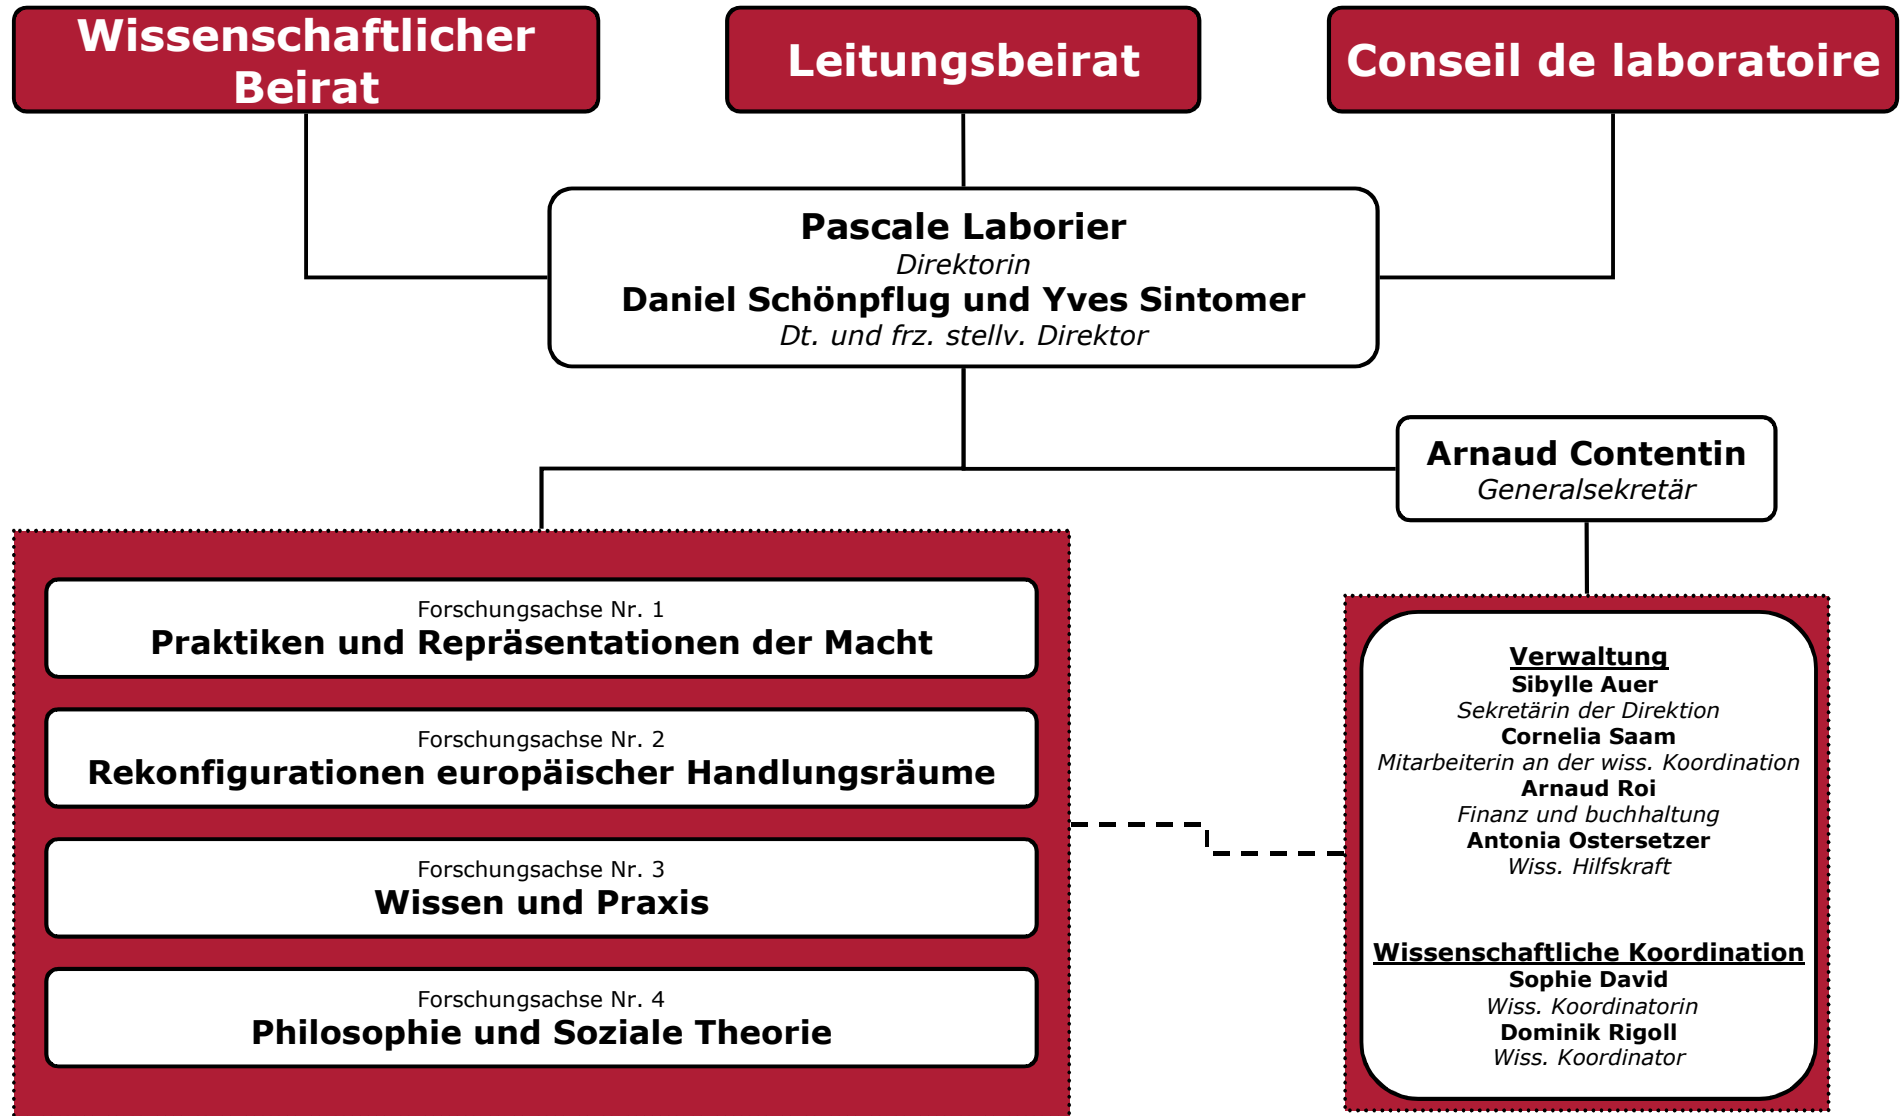 Wissenschaftlicher
Beirat
Leitungsbeirat
Conseil de laboratoire
Pascale Laborier
Direktorin
Daniel Schönpflug und Yves Sintomer
Dt. und frz. stellv. Direktor
Arnaud Contentin
Generalsekretär
Forschungsachse Nr. 1
Praktiken und Repräsentationen der Macht
Forschungsachse Nr. 2
Rekonfigurationen europäischer Handlungsräume
Forschungsachse Nr. 3
Wissen und Praxis
Forschungsachse Nr. 4
Philosophie und Soziale Theorie
Verwaltung
Sibylle Auer
Sekretärin der Direktion
Cornelia Saam
Mitarbeiterin an der wiss. Koordination
Arnaud Roi
Finanz und buchhaltung
Antonia Ostersetzer
Wiss. Hilfskraft
Wissenschaftliche Koordination
Sophie David
Wiss. Koordinatorin
Dominik Rigoll
Wiss. Koordinator